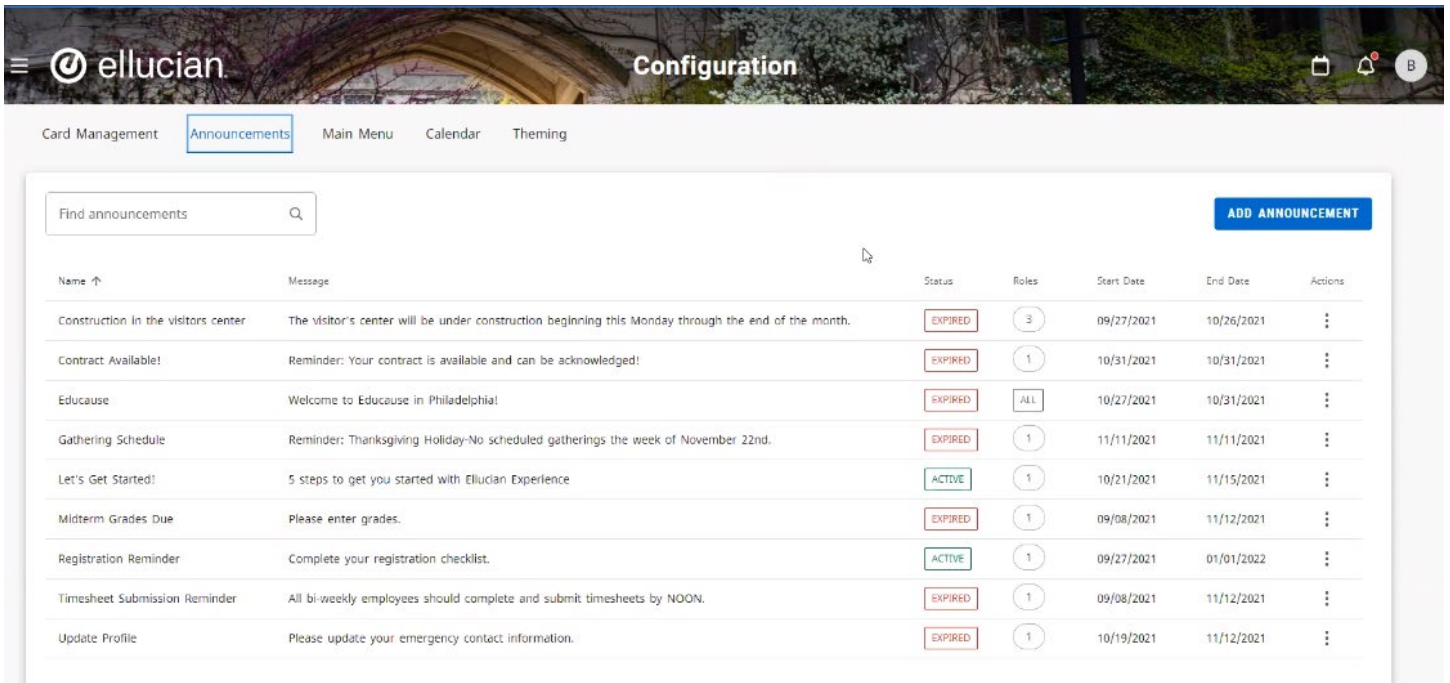 ellucian.
Configuration
B
Card Management Announcements Main Menu Calendar Theming
Find announcements
ADD ANNOUNCEMENT
Name ↑ Message Status Roles Start Date End Date Actions
Construction in the visitors center The visitor's center will be under construction beginning this Monday through the end of the month. EXPIRED 3 09/27/2021 10/26/2021
Contract Available! Reminder: Your contract is available and can be acknowledged! EXPIRED 1 10/31/2021 10/31/2021
Educause Welcome to Educause in Philadelphia! EXPIRED ALL 10/27/2021 10/31/2021
Gathering Schedule Reminder: Thanksgiving Holiday-No scheduled gatherings the week of November 22nd. EXPIRED 1 11/11/2021 11/11/2021
Let's Get Started! 5 steps to get you started with Ellucian Experience ACTIVE 1 10/21/2021 11/15/2021
Midterm Grades Due Please enter grades. EXPIRED 1 09/08/2021 11/12/2021
Registration Reminder Complete your registration checklist. ACTIVE 1 09/27/2021 01/01/2022
Timesheet Submission Reminder All bi-weekly employees should complete and submit timesheets by NOON. EXPIRED 1 09/08/2021 11/12/2021
Update Profile Please update your emergency contact information. EXPIRED 1 10/19/2021 11/12/2021